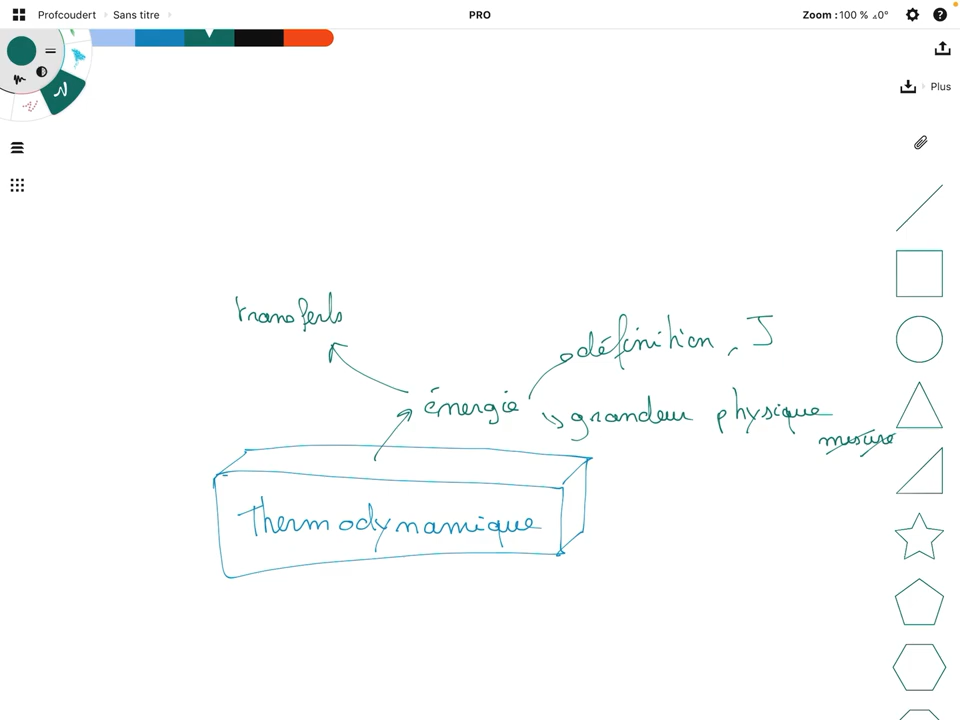 Profcoudert Sans titre PRO Zoom : 100 % ⊿0°
Plus
transferts
définition, J
énergie
grandeur physique
mesure
thermodynamique